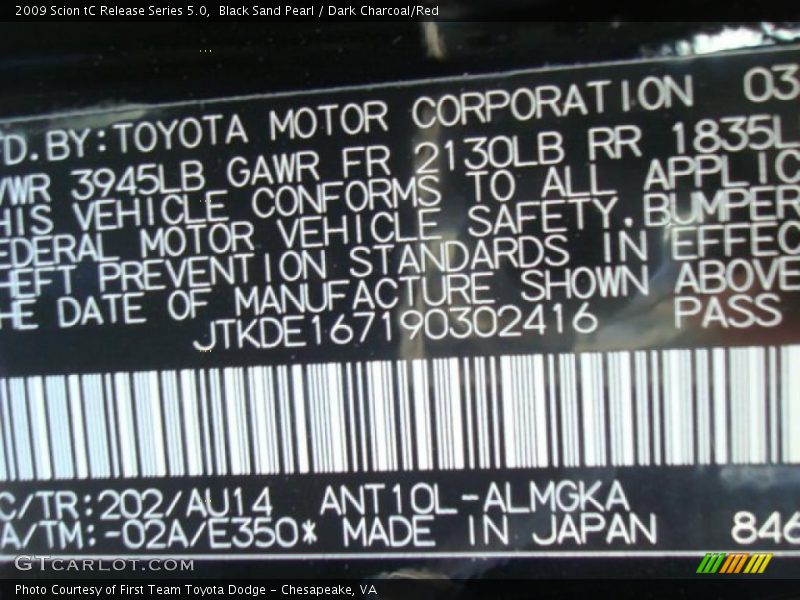 2009 Scion tC Release Series 5.0, Black Sand Pearl / Dark Charcoal/Red
D.BY:TOYOTA MOTOR CORPORATION 03
WR 3945LB GAWR FR 2130LB RR 1835L
HIS VEHICLE CONFORMS TO ALL APPLIC
EDERAL MOTOR VEHICLE SAFETY,BUMPER
HEFT PREVENTION STANDARDS IN EFFEC
HE DATE OF MANUFACTURE SHOWN ABOVE
JTKDE167190302416 PASS
C/TR:202/AU14 ANT10L-ALMGKA
A/TM:-02A/E350* MADE IN JAPAN 846
GTCarLot.com
Photo Courtesy of First Team Toyota Dodge - Chesapeake, VA